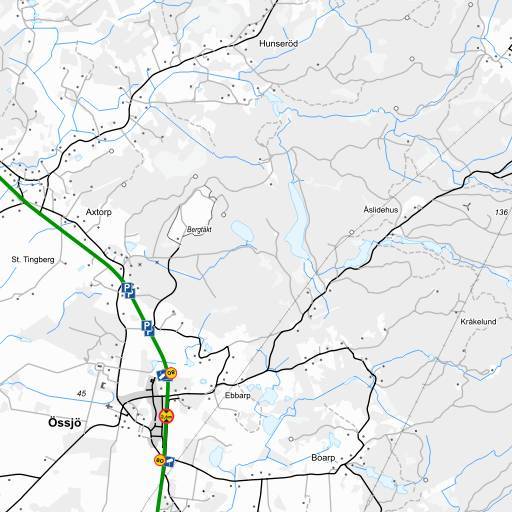 Hunseröd
Axtorp
Åslidehus
136
Bergtäkt
St. Tingberg
P
P
P
Kråkelund
45
Ebbarp
Össjö
Boarp